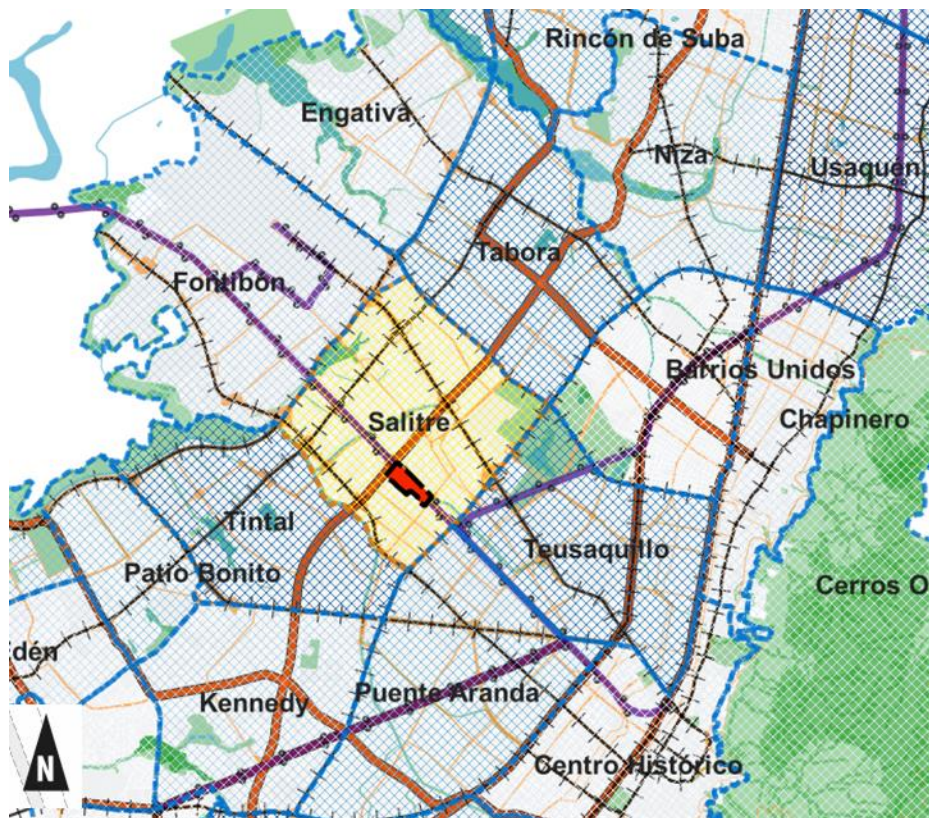 Rincón de Suba
Engativa
Niza
Usaquén
Tabora
Fontibón
Barrios Unidos
Salitre
Chapinero
Tintal
Teusaquillo
Patio Bonito
Cerros O
dén
Kennedy
Puente Aranda
Centro Histórico
N